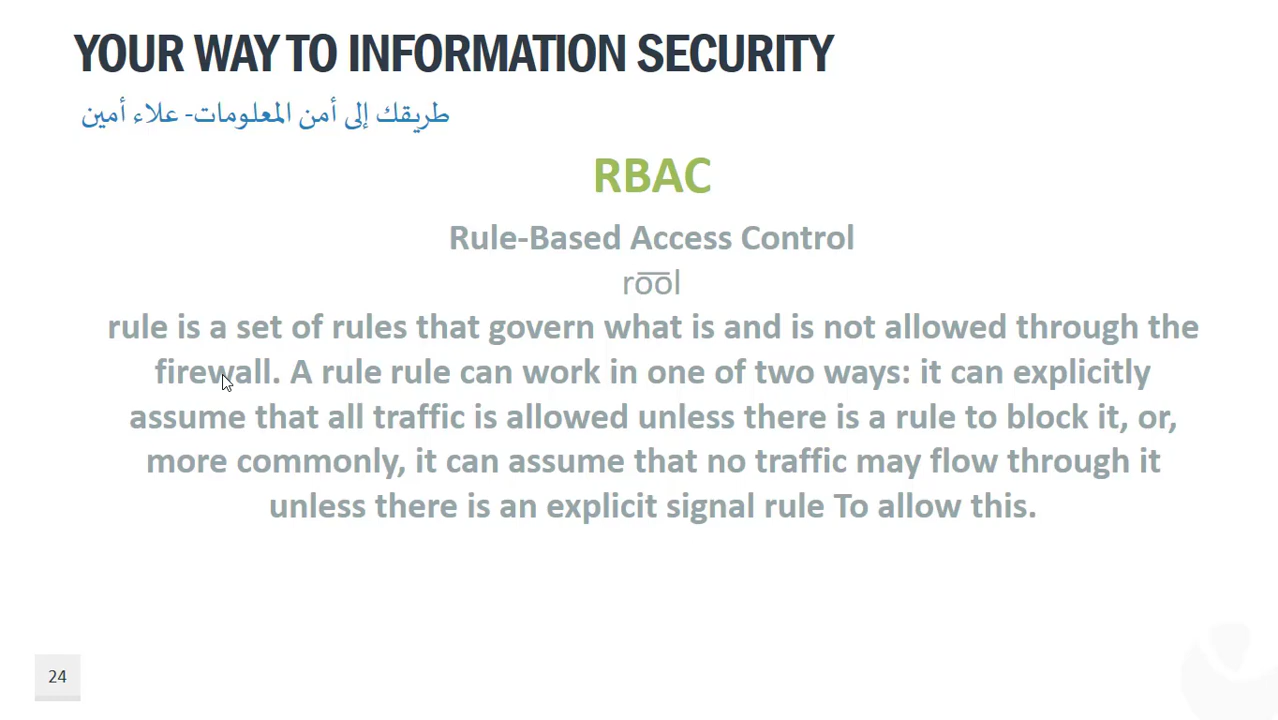 YOUR WAY TO INFORMATION SECURITY
طريقك إلى أمن المعلومات- علاء أمين
RBAC
Rule-Based Access Control
ro͞ol
rule is a set of rules that govern what is and is not allowed through the
firewall. A rule rule can work in one of two ways: it can explicitly
assume that all traffic is allowed unless there is a rule to block it, or,
more commonly, it can assume that no traffic may flow through it
unless there is an explicit signal rule To allow this.
24